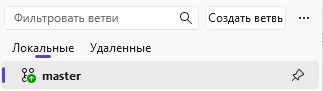 Фильтровать ветви Создать ветвь ...
Локальные Удаленные
master